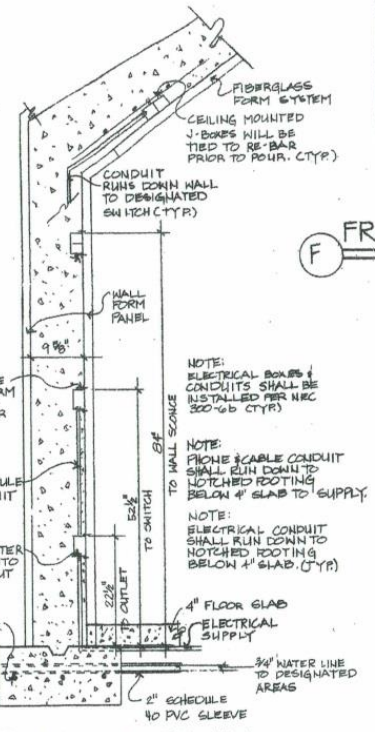 FIBERGLASS
FORM SYSTEM
CEILING MOUNTED
J-BOXES WILL BE
TIED TO RE-BAR
PRIOR TO POUR. (TYP.)
CONDUIT
RUNS DOWN WALL
TO DESIGNATED
SWITCH (TYP.)
F
FR
WALL
FORM
PANEL
9 5/8"
NOTE:
ELECTRICAL BOXES &
CONDUITS SHALL BE
INSTALLED PER NEC
300-6b (TYP.)
84"
TO WALL SCONCE
NOTE:
PHONE & CABLE CONDUIT
SHALL RUN DOWN TO
NOTCHED FOOTING
BELOW 4" SLAB TO SUPPLY.
52½"
TO SWITCH
NOTE:
ELECTRICAL CONDUIT
SHALL RUN DOWN TO
NOTCHED FOOTING
BELOW 4" SLAB. (TYP.)
22½"
TO OUTLET
4" FLOOR SLAB
ELECTRICAL
SUPPLY
¾" WATER LINE
TO DESIGNATED
AREAS
2" SCHEDULE
40 PVC SLEEVE